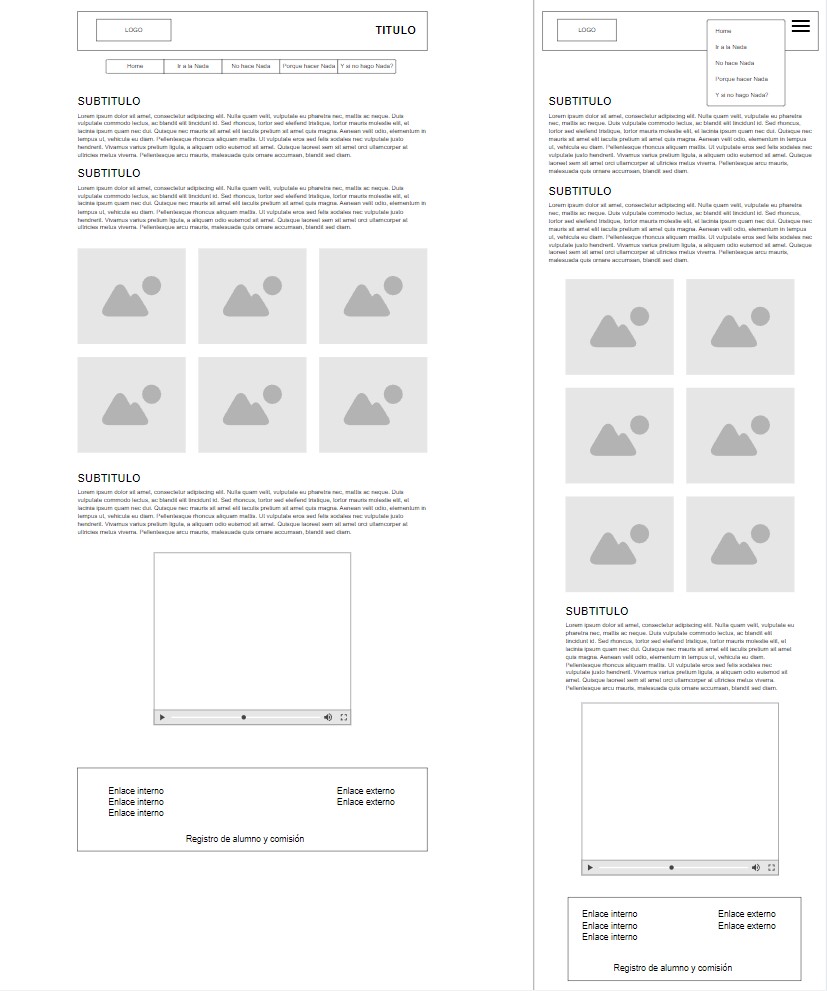 LOGO
TITULO
Home
Ir a la Nada
No hace Nada
Porque hacer Nada
Y si no hago Nada?
SUBTITULO
Lorem ipsum dolor sit amet, consectetur adipiscing elit. Nulla quam velit, vulputate eu pharetra nec, mattis ac neque. Duis
vulputate commodo lectus, ac blandit elit tincidunt id. Sed rhoncus, tortor sed eleifend tristique, tortor mauris molestie elit, et
lacinia ipsum quam nec dui. Quisque nec mauris sit amet elit iaculis pretium sit amet quis magna. Aenean velit odio, elementum in
tempus ut, vehicula eu diam. Pellentesque rhoncus aliquam mattis. Ut vulputate eros sed felis sodales nec vulputate justo
hendrerit. Vivamus varius pretium ligula, a aliquam odio euismod sit amet. Quisque laoreet sem sit amet orci ullamcorper at
ultricies metus viverra. Pellentesque arcu mauris, malesuada quis ornare accumsan, blandit sed diam.
SUBTITULO
Lorem ipsum dolor sit amet, consectetur adipiscing elit. Nulla quam velit, vulputate eu pharetra nec, mattis ac neque. Duis
vulputate commodo lectus, ac blandit elit tincidunt id. Sed rhoncus, tortor sed eleifend tristique, tortor mauris molestie elit, et
lacinia ipsum quam nec dui. Quisque nec mauris sit amet elit iaculis pretium sit amet quis magna. Aenean velit odio, elementum in
tempus ut, vehicula eu diam. Pellentesque rhoncus aliquam mattis. Ut vulputate eros sed felis sodales nec vulputate justo
hendrerit. Vivamus varius pretium ligula, a aliquam odio euismod sit amet. Quisque laoreet sem sit amet orci ullamcorper at
ultricies metus viverra. Pellentesque arcu mauris, malesuada quis ornare accumsan, blandit sed diam.
SUBTITULO
Lorem ipsum dolor sit amet, consectetur adipiscing elit. Nulla quam velit, vulputate eu pharetra nec, mattis ac neque. Duis
vulputate commodo lectus, ac blandit elit tincidunt id. Sed rhoncus, tortor sed eleifend tristique, tortor mauris molestie elit, et
lacinia ipsum quam nec dui. Quisque nec mauris sit amet elit iaculis pretium sit amet quis magna. Aenean velit odio, elementum in
tempus ut, vehicula eu diam. Pellentesque rhoncus aliquam mattis. Ut vulputate eros sed felis sodales nec vulputate justo
hendrerit. Vivamus varius pretium ligula, a aliquam odio euismod sit amet. Quisque laoreet sem sit amet orci ullamcorper at
ultricies metus viverra. Pellentesque arcu mauris, malesuada quis ornare accumsan, blandit sed diam.
Enlace interno
Enlace interno
Enlace interno
Enlace externo
Enlace externo
Registro de alumno y comisión
LOGO
Home
Ir a la Nada
No hace Nada
Porque hacer Nada
Y si no hago Nada?
SUBTITULO
Lorem ipsum dolor sit amet, consectetur adipiscing elit. Nulla quam velit, vulputate eu pharetra
nec, mattis ac neque. Duis vulputate commodo lectus, ac blandit elit tincidunt id. Sed rhoncus,
tortor sed eleifend tristique, tortor mauris molestie elit, et lacinia ipsum quam nec dui. Quisque nec
mauris sit amet elit iaculis pretium sit amet quis magna. Aenean velit odio, elementum in tempus
ut, vehicula eu diam. Pellentesque rhoncus aliquam mattis. Ut vulputate eros sed felis sodales nec
vulputate justo hendrerit. Vivamus varius pretium ligula, a aliquam odio euismod sit amet. Quisque
laoreet sem sit amet orci ullamcorper at ultricies metus viverra. Pellentesque arcu mauris,
malesuada quis ornare accumsan, blandit sed diam.
SUBTITULO
Lorem ipsum dolor sit amet, consectetur adipiscing elit. Nulla quam velit, vulputate eu pharetra
nec, mattis ac neque. Duis vulputate commodo lectus, ac blandit elit tincidunt id. Sed rhoncus,
tortor sed eleifend tristique, tortor mauris molestie elit, et lacinia ipsum quam nec dui. Quisque nec
mauris sit amet elit iaculis pretium sit amet quis magna. Aenean velit odio, elementum in tempus
ut, vehicula eu diam. Pellentesque rhoncus aliquam mattis. Ut vulputate eros sed felis sodales nec
vulputate justo hendrerit. Vivamus varius pretium ligula, a aliquam odio euismod sit amet. Quisque
laoreet sem sit amet orci ullamcorper at ultricies metus viverra. Pellentesque arcu mauris,
malesuada quis ornare accumsan, blandit sed diam.
SUBTITULO
Lorem ipsum dolor sit amet, consectetur adipiscing elit. Nulla quam velit, vulputate eu
pharetra nec, mattis ac neque. Duis vulputate commodo lectus, ac blandit elit
tincidunt id. Sed rhoncus, tortor sed eleifend tristique, tortor mauris molestie elit, et
lacinia ipsum quam nec dui. Quisque nec mauris sit amet elit iaculis pretium sit amet
quis magna. Aenean velit odio, elementum in tempus ut, vehicula eu diam.
Pellentesque rhoncus aliquam mattis. Ut vulputate eros sed felis sodales nec
vulputate justo hendrerit. Vivamus varius pretium ligula, a aliquam odio euismod sit
amet. Quisque laoreet sem sit amet orci ullamcorper at ultricies metus viverra.
Pellentesque arcu mauris, malesuada quis ornare accumsan, blandit sed diam.
Enlace interno
Enlace interno
Enlace interno
Enlace externo
Enlace externo
Registro de alumno y comisión